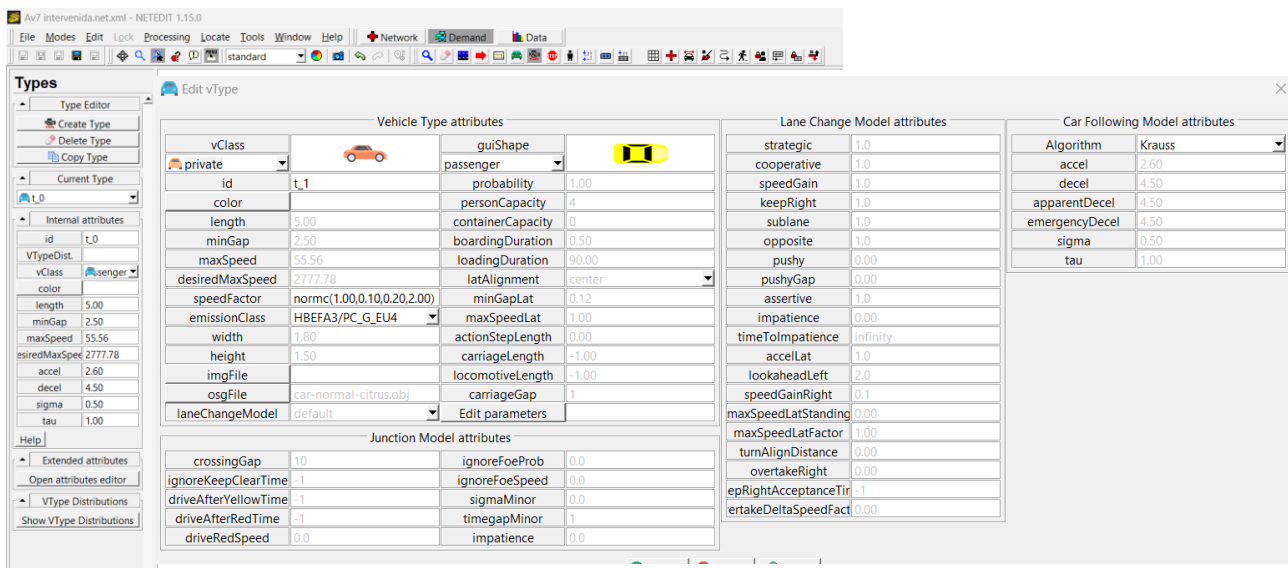 Av7 intervenida.net.xml - NETEDIT 1.15.0
File Modes Edit Lock Processing Locate Tools Window Help Network Demand Data
standard
Types
Type Editor
Create Type
Delete Type
Copy Type
Current Type
t_0
Internal attributes
id t_0
VTypeDist.
vClass ssenger
color
length 5.00
minGap 2.50
maxSpeed 55.56
esiredMaxSpee 2777.78
accel 2.60
decel 4.50
sigma 0.50
tau 1.00
Help
Extended attributes
Open attributes editor
VType Distributions
Show VType Distributions
Edit vType
Vehicle Type attributes
vClass guiShape
private passenger
id t_1 probability 1.00
color personCapacity 4
length 5.00 containerCapacity 0
minGap 2.50 boardingDuration 0.50
maxSpeed 55.56 loadingDuration 90.00
desiredMaxSpeed 2777.78 latAlignment center
speedFactor normc(1.00,0.10,0.20,2.00) minGapLat 0.12
emissionClass HBEFA3/PC_G_EU4 maxSpeedLat 1.00
width 1.80 actionStepLength 0.00
height 1.50 carriageLength -1.00
imgFile locomotiveLength -1.00
osgFile car-normal-citrus.obj carriageGap 1
laneChangeModel default Edit parameters
Junction Model attributes
crossingGap 10 ignoreFoeProb 0.0
ignoreKeepClearTime -1 ignoreFoeSpeed 0.0
driveAfterYellowTime -1 sigmaMinor 0.0
driveAfterRedTime -1 timegapMinor 1
driveRedSpeed 0.0 impatience 0.0
Lane Change Model attributes
strategic 1.0
cooperative 1.0
speedGain 1.0
keepRight 1.0
sublane 1.0
opposite 1.0
pushy 0.00
pushyGap 0.00
assertive 1.0
impatience 0.00
timeToImpatience infinity
accelLat 1.0
lookaheadLeft 2.0
speedGainRight 0.1
maxSpeedLatStanding 0.00
maxSpeedLatFactor 1.00
turnAlignDistance 0.00
overtakeRight 0.00
epRightAcceptanceTir -1
ertakeDeltaSpeedFact 0.00
Car Following Model attributes
Algorithm Krauss
accel 2.60
decel 4.50
apparentDecel 4.50
emergencyDecel 4.50
sigma 0.50
tau 1.00